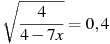 √(4/(4 − 7x)) = 0,4